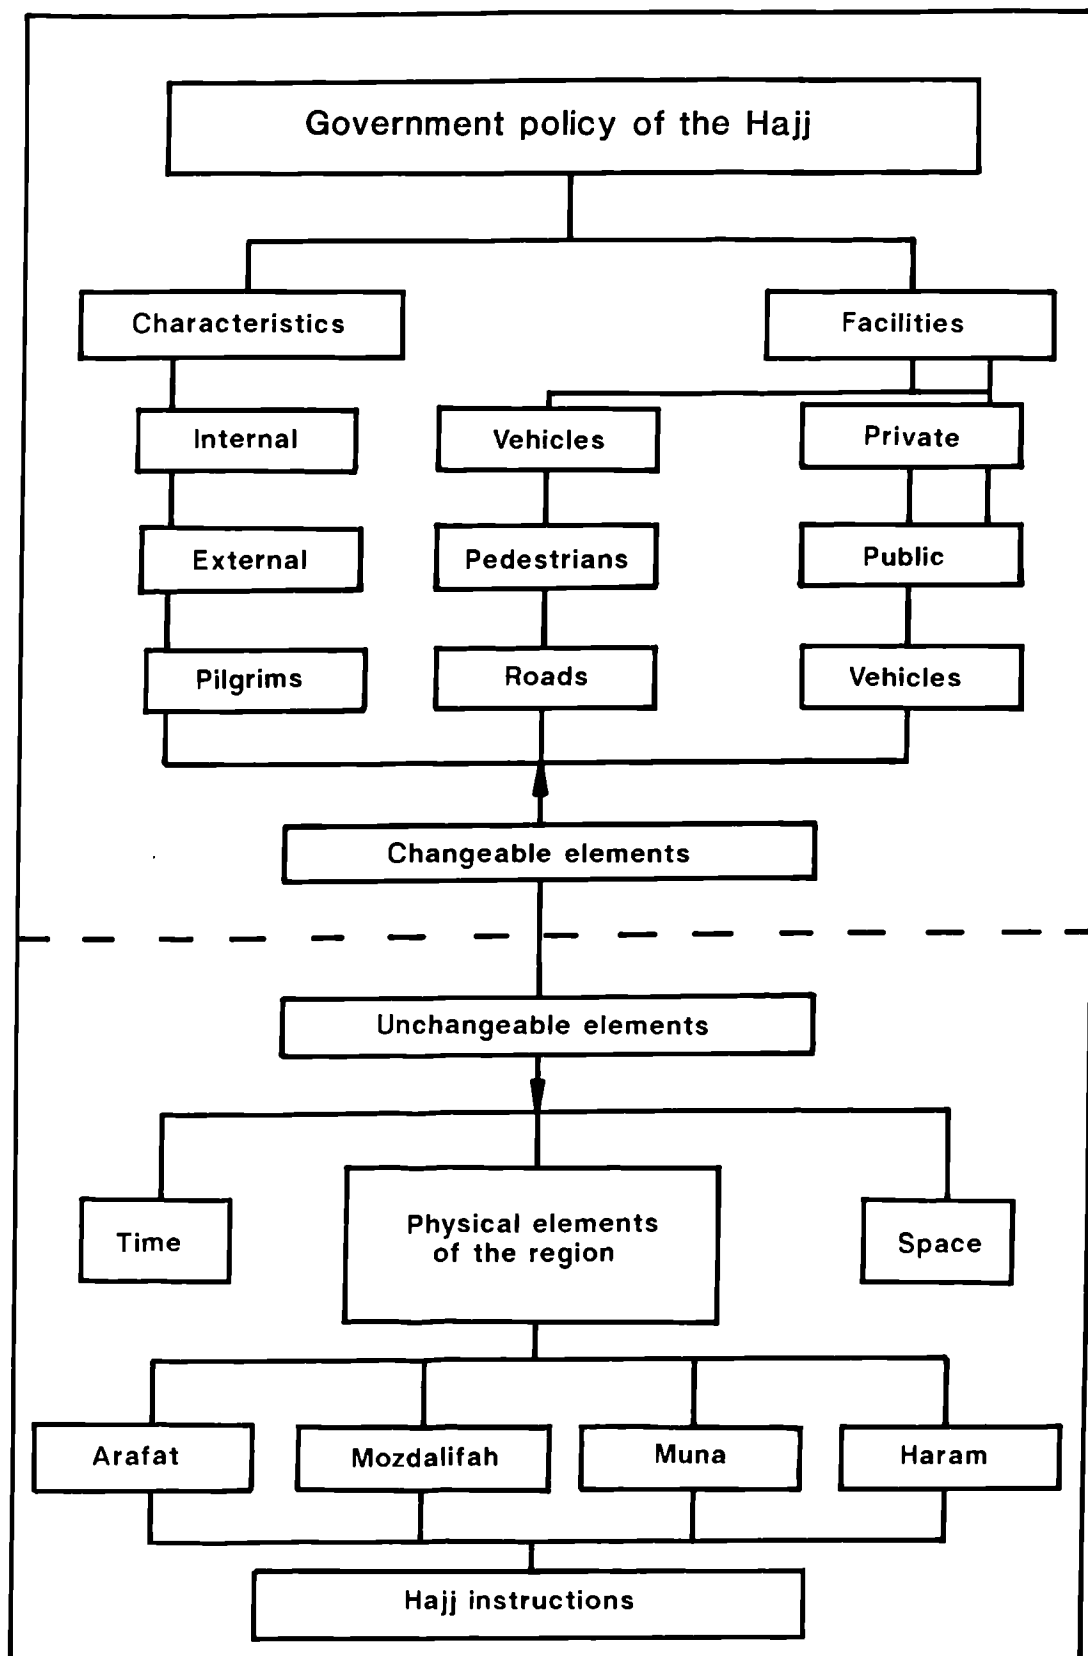 Government policy of the Hajj
Characteristics
Facilities
Internal
Vehicles
Private
External
Pedestrians
Public
Pilgrims
Roads
Vehicles
Changeable elements
Unchangeable elements
Time
Physical elements
of the region
Space
Arafat
Mozdalifah
Muna
Haram
Hajj instructions